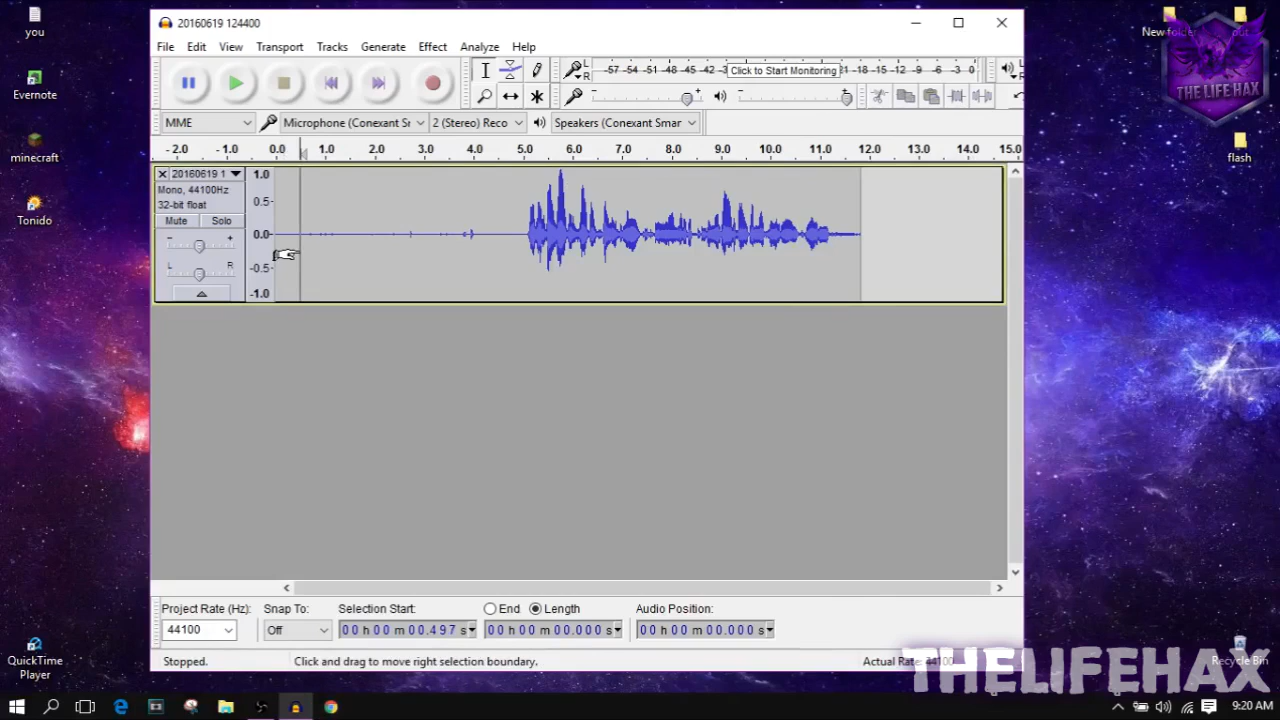 you
Evernote
minecraft
Tonido
QuickTime
Player
20160619 124400
File Edit View Transport Tracks Generate Effect Analyze Help
L
R
-57 -54 -51 -48 -45 -42 -3 Click to Start Monitoring 21 -18 -15 -12 -9 -6 -3 0
L
R
MME Microphone (Conexant Sr 2 (Stereo) Reco Speakers (Conexant Smar
- 2.0 - 1.0 0.0 1.0 2.0 3.0 4.0 5.0 6.0 7.0 8.0 9.0 10.0 11.0 12.0 13.0 14.0 15.0
20160619 1
Mono, 44100Hz
32-bit float
Mute Solo
- +
L R
1.0
0.5
0.0
-0.5
-1.0
Project Rate (Hz): Snap To: Selection Start: End Length Audio Position:
44100 Off 00 h 00 m 00.497 s 00 h 00 m 00.000 s 00 h 00 m 00.000 s
Stopped. Click and drag to move right selection boundary. Actual Rate: 44100
New folder
out
THE LIFE HAX
flash
THELIFEHAX
Recycle Bin
9:20 AM